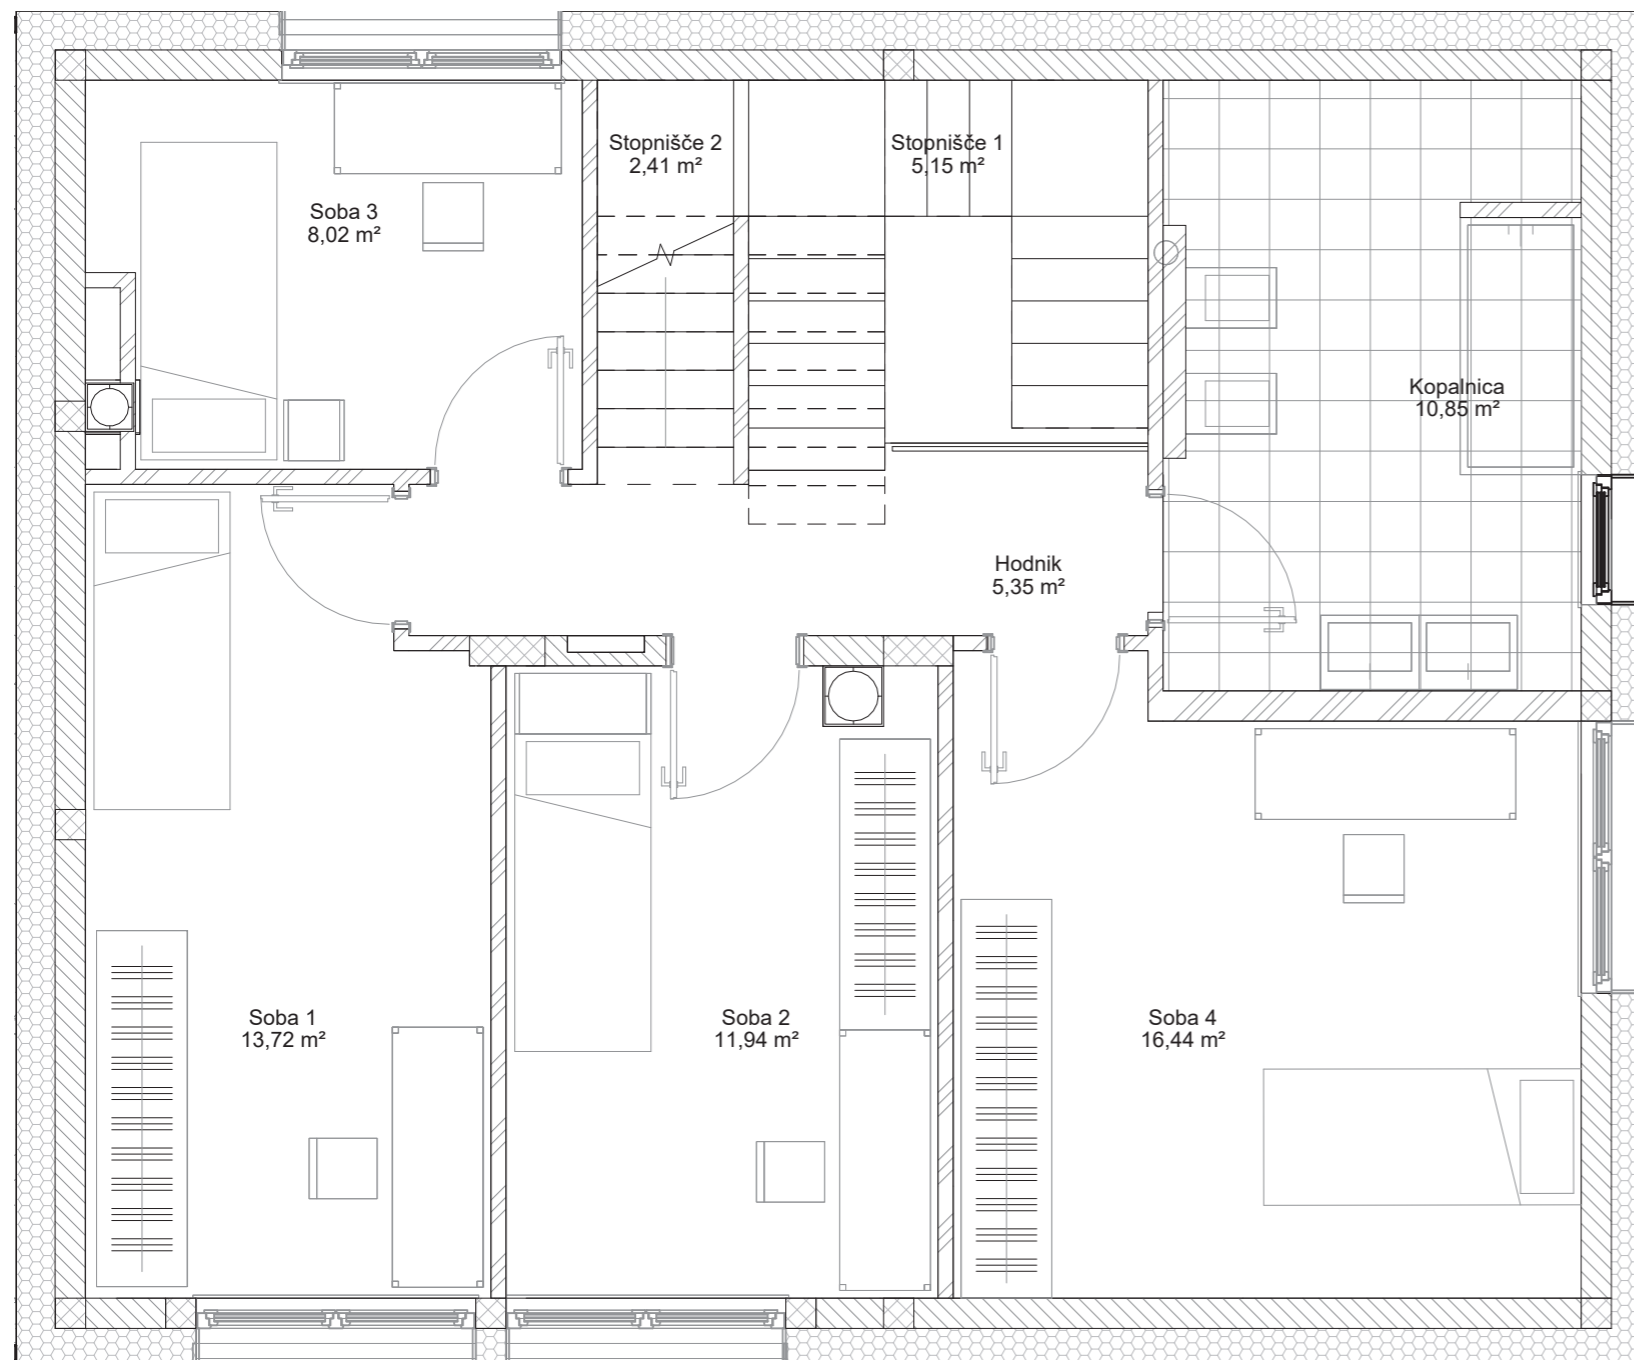 Stopnišče 2
2,41 m²
Stopnišče 1
5,15 m²
Soba 3
8,02 m²
Kopalnica
10,85 m²
Hodnik
5,35 m²
Soba 1
13,72 m²
Soba 2
11,94 m²
Soba 4
16,44 m²